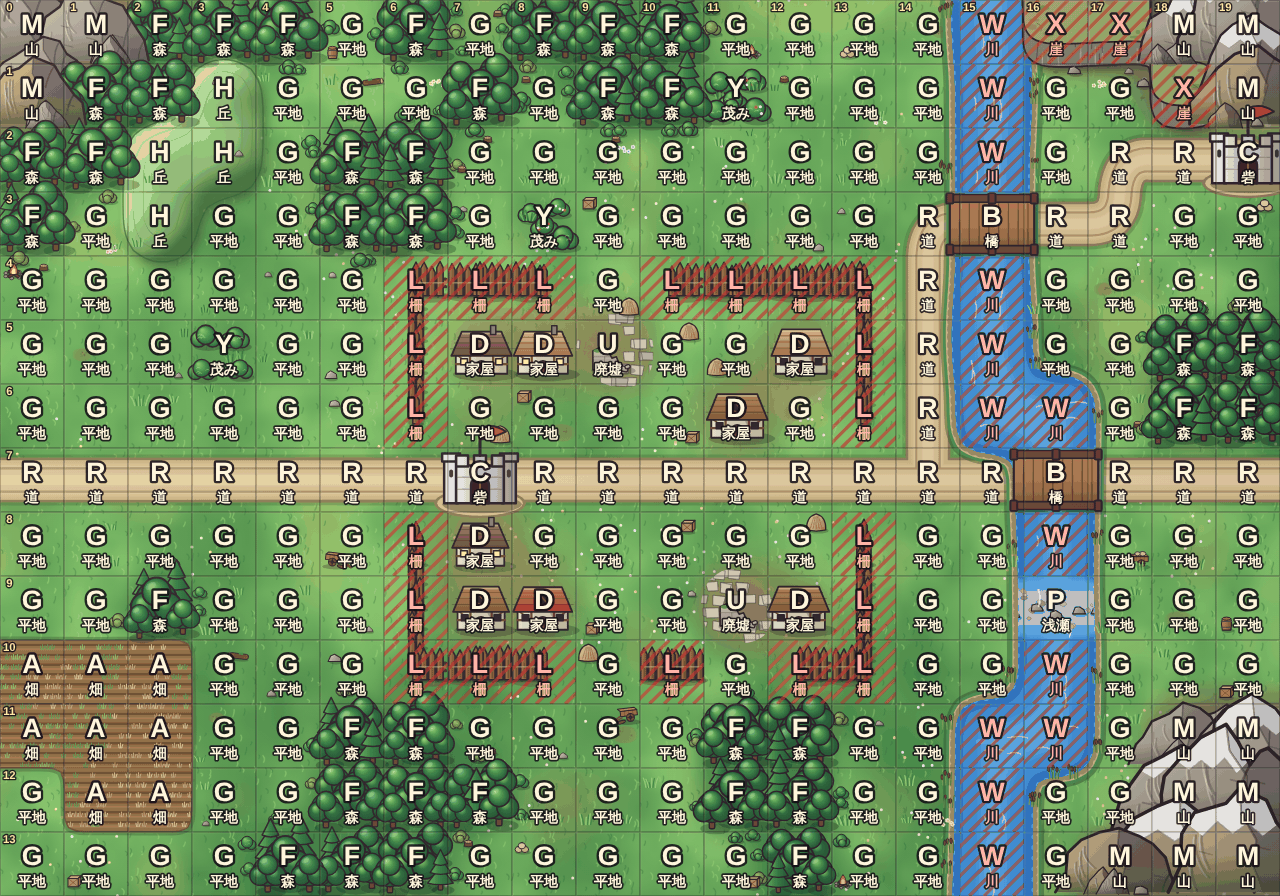 0 1 2 3 4 5 6 7 8 9 10 11 12 13 14 15 16 17 18 19
M M F F F G G G F F F G G G G W X X M M
山 山 森 森 森 平地 平地 平地 森 森 森 平地 平地 平地 平地 川 崖 崖 山 山
1
M F F H G G G F G F F Y G G G W G G X M
山 森 森 丘 平地 平地 平地 森 平地 森 森 茂み 平地 平地 平地 川 平地 平地 崖 山
2
F F H H G F F G G G G G G G G W G R R C
森 森 丘 丘 平地 森 森 平地 平地 平地 平地 平地 平地 平地 平地 川 平地 道 道 砦
3
F G H G G F F G Y G G G G G R B R R G G
森 平地 丘 平地 平地 森 森 平地 茂み 平地 平地 平地 平地 平地 道 橋 道 道 平地 平地
4
G G G G G G L L L G L L L L R W G G G G
平地 平地 平地 平地 平地 平地 柵 柵 柵 平地 柵 柵 柵 柵 道 川 平地 平地 平地 平地
5
G G G Y G G L D D U G G D L R W G G F F
平地 平地 平地 茂み 平地 平地 柵 家屋 家屋 廃墟 平地 平地 家屋 柵 道 川 平地 平地 森 森
6
G G G G G G L G G G G D G L R W W G F F
平地 平地 平地 平地 平地 平地 柵 平地 平地 平地 平地 家屋 平地 柵 道 川 川 平地 森 森
7
R R R R R R R C R R R R R R R R B R R R
道 道 道 道 道 道 道 砦 道 道 道 道 道 道 道 道 橋 道 道 道
8
G G G G G G L D G G G G G L G G W G G G
平地 平地 平地 平地 平地 平地 柵 家屋 平地 平地 平地 平地 平地 柵 平地 平地 川 平地 平地 平地
9
G G F G G G L D D G G U D L G G P G G G
平地 平地 森 平地 平地 平地 柵 家屋 家屋 平地 平地 廃墟 家屋 柵 平地 平地 浅瀬 平地 平地 平地
10
A A A G G G L L L G L G L L G G W G G G
畑 畑 畑 平地 平地 平地 柵 柵 柵 平地 柵 平地 柵 柵 平地 平地 川 平地 平地 平地
11
A A A G G F F G G G G F F G G W W G M M
畑 畑 畑 平地 平地 森 森 平地 平地 平地 平地 森 森 平地 平地 川 川 平地 山 山
12
G A A G G F F F G G G F F G G W G G M M
平地 畑 畑 平地 平地 森 森 森 平地 平地 平地 森 森 平地 平地 川 平地 平地 山 山
13
G G G G F F F G G G G G F G G W G M M M
平地 平地 平地 平地 森 森 森 平地 平地 平地 平地 平地 森 平地 平地 川 平地 山 山 山